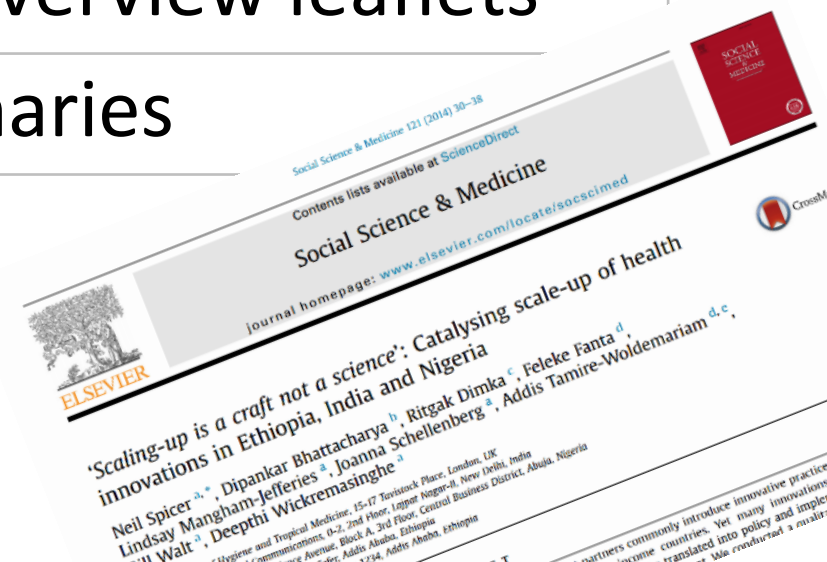 verview leaflets
aries
Social Science & Medicine 121 (2014) 30–38
Contents lists available at ScienceDirect
Social Science & Medicine
journal homepage: www.elsevier.com/locate/socscimed
SOCIAL
SCIENCE
&
MEDICINE
ELSEVIER
CrossM
'Scaling-up is a craft not a science': Catalysing scale-up of health
innovations in Ethiopia, India and Nigeria
Neil Spicer a, *, Dipankar Bhattacharya b, Ritgak Dimka c, Feleke Fanta d,
Lindsay Mangham-Jefferies a, Joanna Schellenberg a, Addis Tamire-Woldemariam d, e,
ill Walt a, Deepthi Wickremasinghe a
Hygiene and Tropical Medicine, 15-17 Tavistock Place, London, UK
Communications, 0-2, 2nd Floor, Lajpat Nagar-II, New Delhi, India
Avenue, Block A, 3rd Floor, Central Business District, Abuja, Nigeria
Addis Ababa, Ethiopia
1234, Addis Ababa, Ethiopia
partners commonly introduce innovative practice
income countries. Yet many innovations
translated into policy and imple
We conducted a qualit